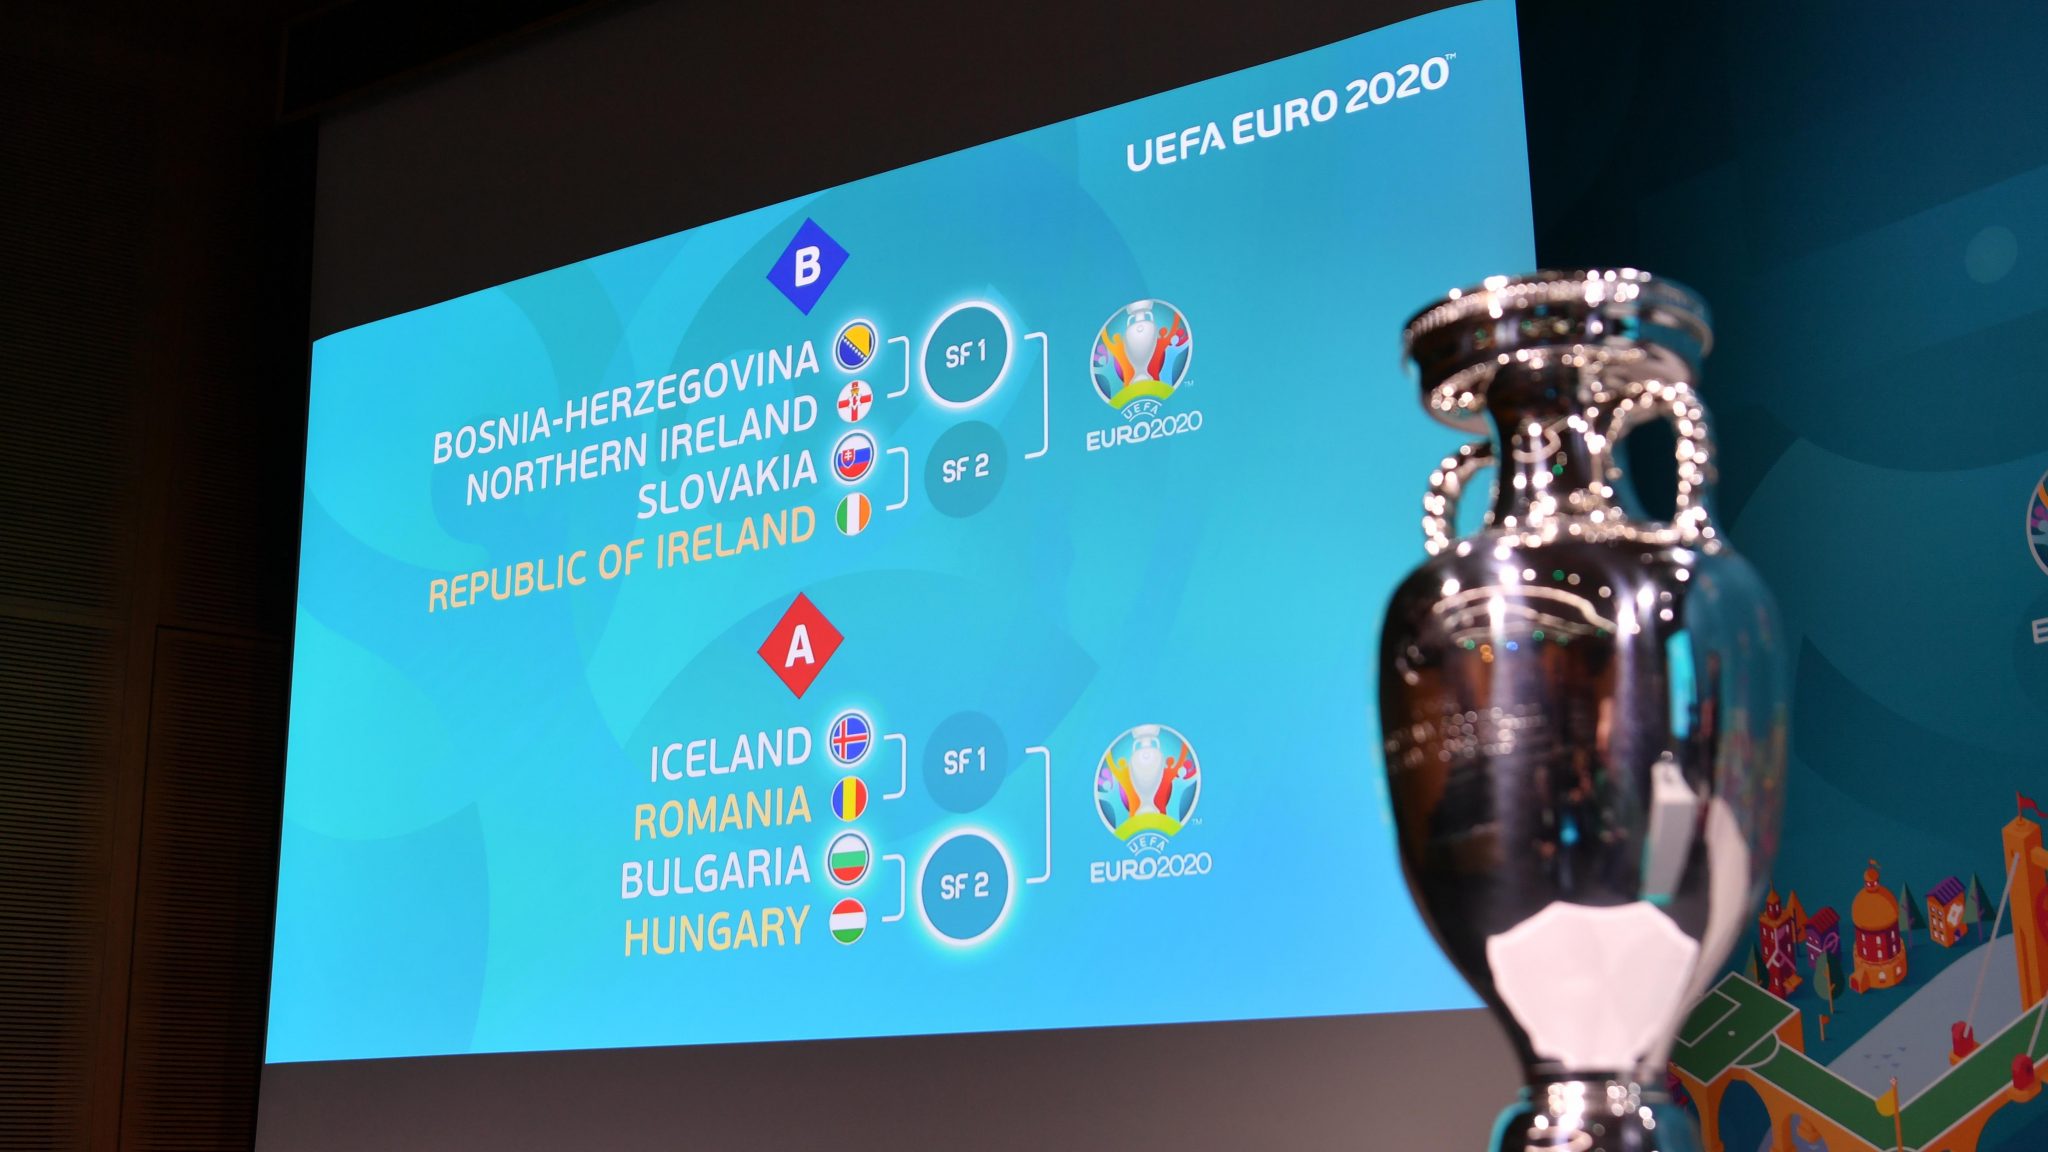 UEFA EURO 2020™
B
BOSNIA-HERZEGOVINA
NORTHERN IRELAND
SF 1
SLOVAKIA
REPUBLIC OF IRELAND
SF 2
UEFA
EURO2020
A
ICELAND
ROMANIA
SF 1
BULGARIA
HUNGARY
SF 2
UEFA
EURO2020
E